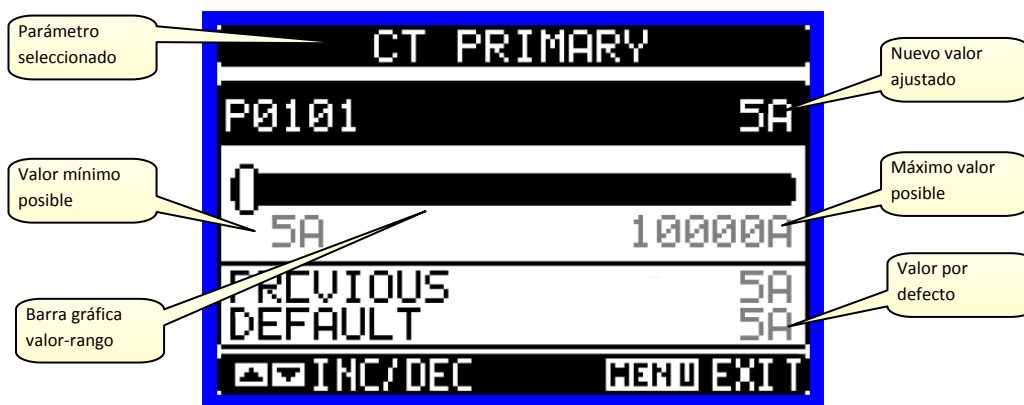 Parámetro
seleccionado
CT PRIMARY
Nuevo valor
ajustado
P0101 5A
Valor mínimo
posible
Máximo valor
posible
5A 10000A
PREVIOUS 5A
DEFAULT 5A
Valor por
defecto
Barra gráfica
valor-rango
INC/DEC MENU EXIT